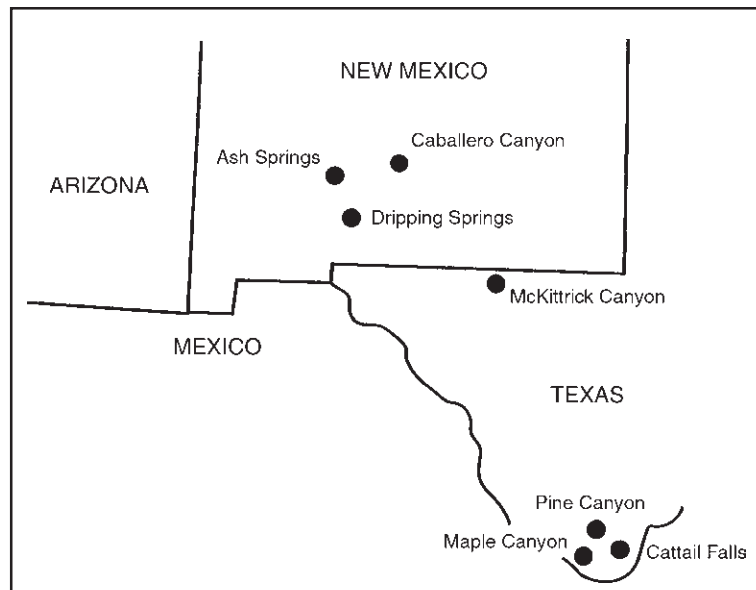 NEW MEXICO
Caballero Canyon
Ash Springs
ARIZONA
Dripping Springs
McKittrick Canyon
MEXICO
TEXAS
Pine Canyon
Maple Canyon
Cattail Falls